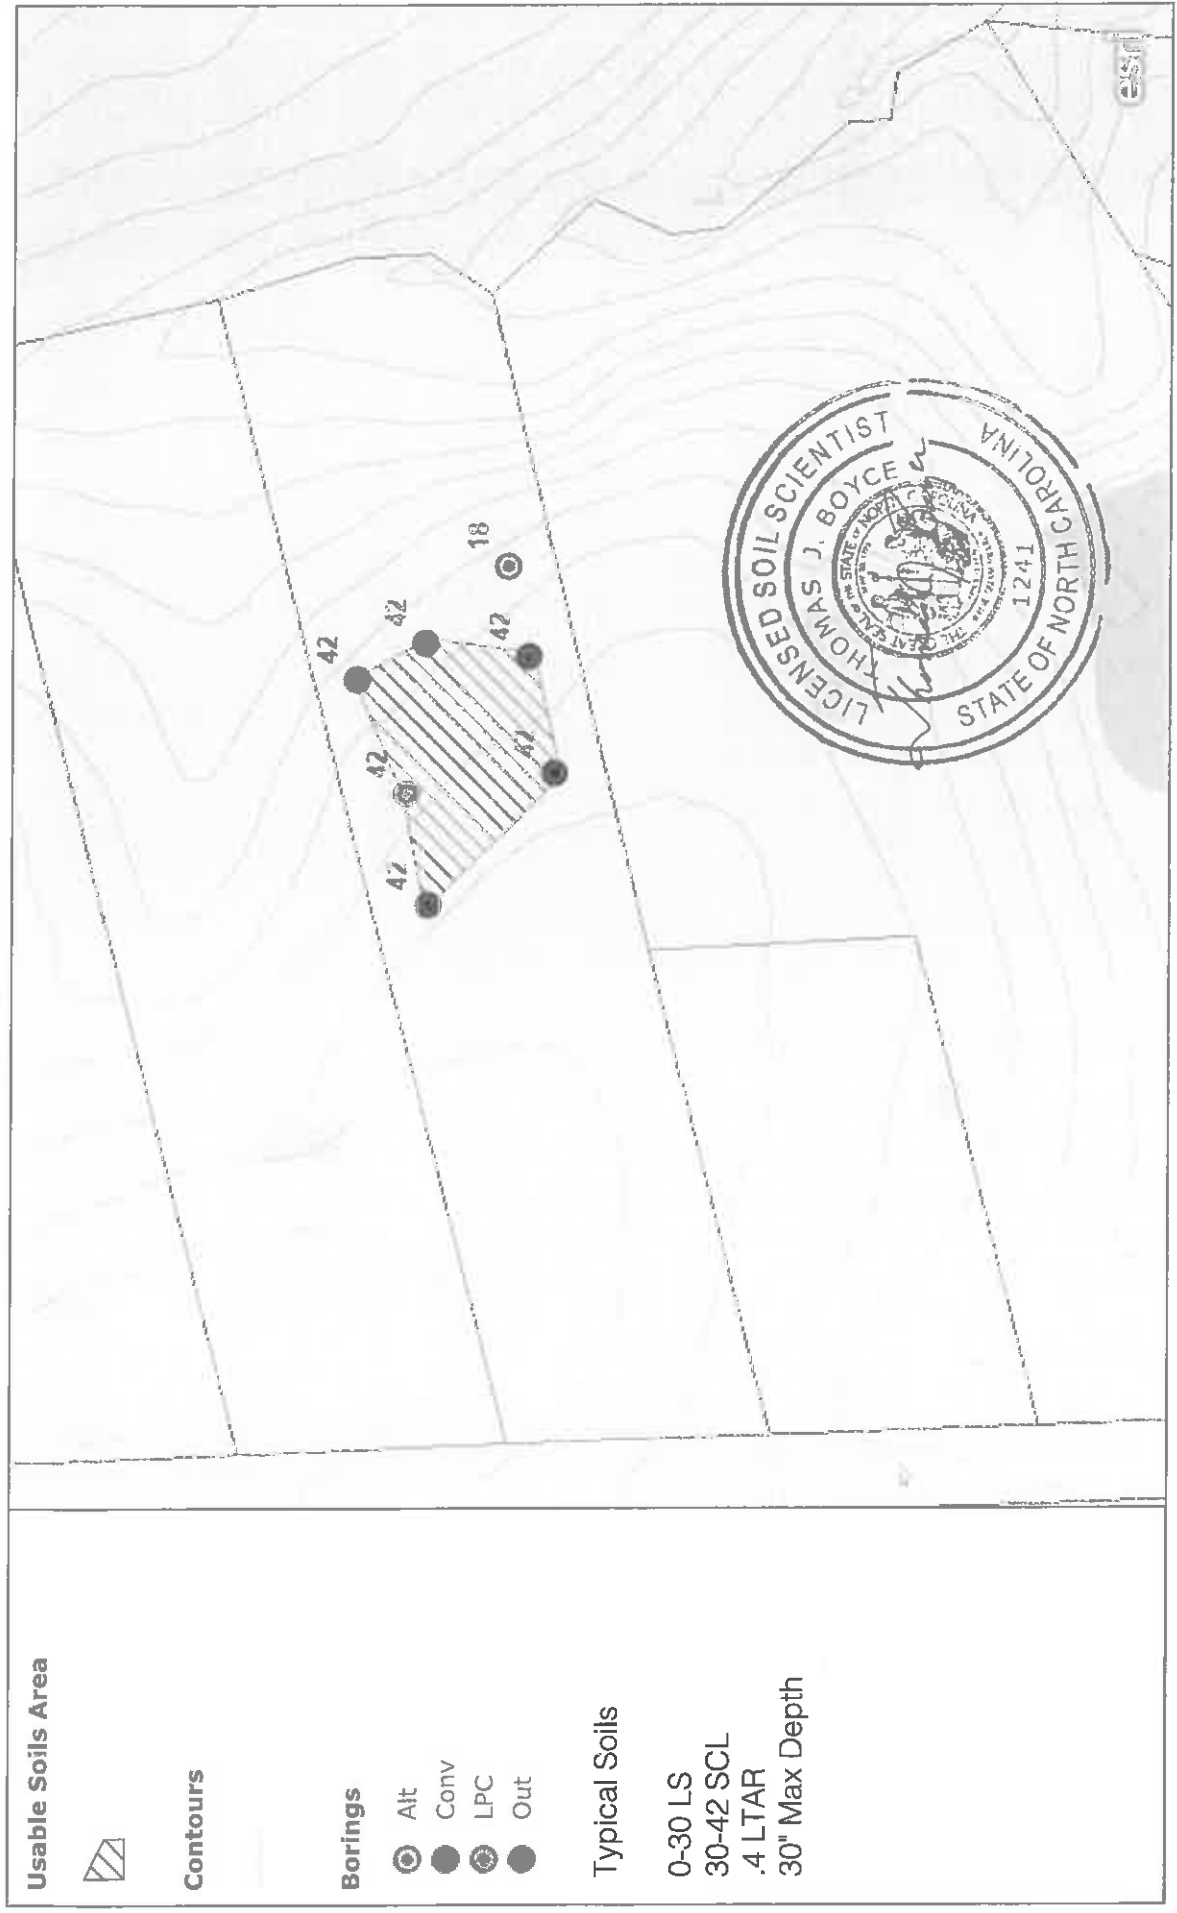 Usable Soils Area
Contours
Borings
Alt
Conv
LPC
Out
Typical Soils
0-30 LS
30-42 SCL
.4 LTAR
30" Max Depth
42
42
42
42
42
42
18
LICENSED SOIL SCIENTIST
THOMAS J. BOYCE
1241
STATE OF NORTH CAROLINA
esri